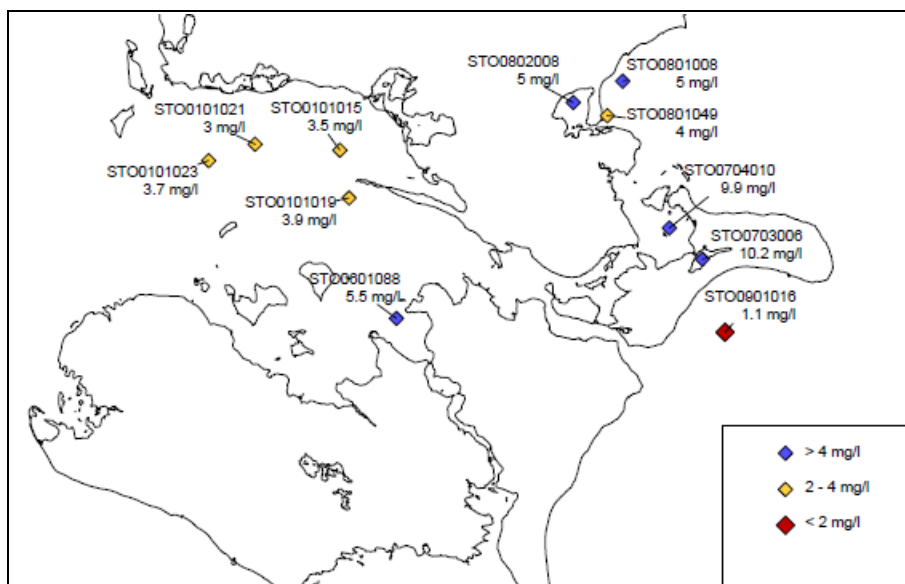 STO0802008
5 mg/l
STO0801008
5 mg/l
STO0101021
3 mg/l
STO0101015
3.5 mg/l
STO0801049
4 mg/l
STO0101023
3.7 mg/l
STO0704010
9.9 mg/l
STO0101019
3.9 mg/l
STO0703006
10.2 mg/l
STO0601088
5.5 mg/L
STO0901016
1.1 mg/l
> 4 mg/l
2 - 4 mg/l
< 2 mg/l